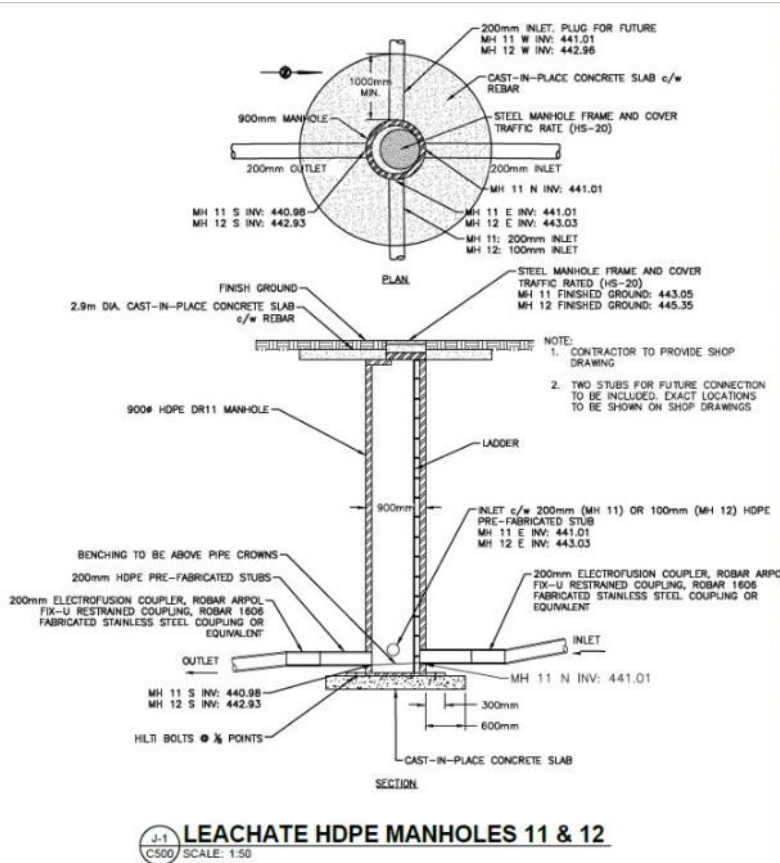 200mm INLET. PLUG FOR FUTURE
MH 11 W INV: 441.01
MH 12 W INV: 442.96
CAST-IN-PLACE CONCRETE SLAB c/w
REBAR
1000mm
MIN.
900mm MANHOLE
STEEL MANHOLE FRAME AND COVER
TRAFFIC RATE (HS-20)
200mm OUTLET
200mm INLET
MH 11 N INV: 441.01
MH 11 S INV: 440.98
MH 12 S INV: 442.93
MH 11 E INV: 441.01
MH 12 E INV: 443.03
MH 11: 200mm INLET
MH 12: 100mm INLET
PLAN
STEEL MANHOLE FRAME AND COVER
TRAFFIC RATED (HS-20)
MH 11 FINISHED GROUND: 443.05
MH 12 FINISHED GROUND: 445.35
FINISH GROUND
2.9m DIA. CAST-IN-PLACE CONCRETE SLAB
c/w REBAR
NOTE:
1. CONTRACTOR TO PROVIDE SHOP
DRAWING
2. TWO STUBS FOR FUTURE CONNECTION
TO BE INCLUDED. EXACT LOCATIONS
TO BE SHOWN ON SHOP DRAWINGS
900ø HDPE DR11 MANHOLE
LADDER
900mm
INLET c/w 200mm (MH 11) OR 100mm (MH 12) HDPE
PRE-FABRICATED STUB
MH 11 E INV: 441.01
MH 12 E INV: 443.03
BENCHING TO BE ABOVE PIPE CROWNS
200mm HDPE PRE-FABRICATED STUBS
200mm ELECTROFUSION COUPLER, ROBAR ARPOL
FIX-U RESTRAINED COUPLING, ROBAR 1606
FABRICATED STAINLESS STEEL COUPLING OR
EQUIVALENT
200mm ELECTROFUSION COUPLER, ROBAR ARPO
FIX-U RESTRAINED COUPLING, ROBAR 1606
FABRICATED STAINLESS STEEL COUPLING OR
EQUIVALENT
OUTLET
INLET
MH 11 S INV: 440.98
MH 12 S INV: 442.93
MH 11 N INV: 441.01
300mm
600mm
HILTI BOLTS @ ⅛ POINTS
CAST-IN-PLACE CONCRETE SLAB
SECTION
J-1
C500
LEACHATE HDPE MANHOLES 11 & 12
SCALE: 1:50